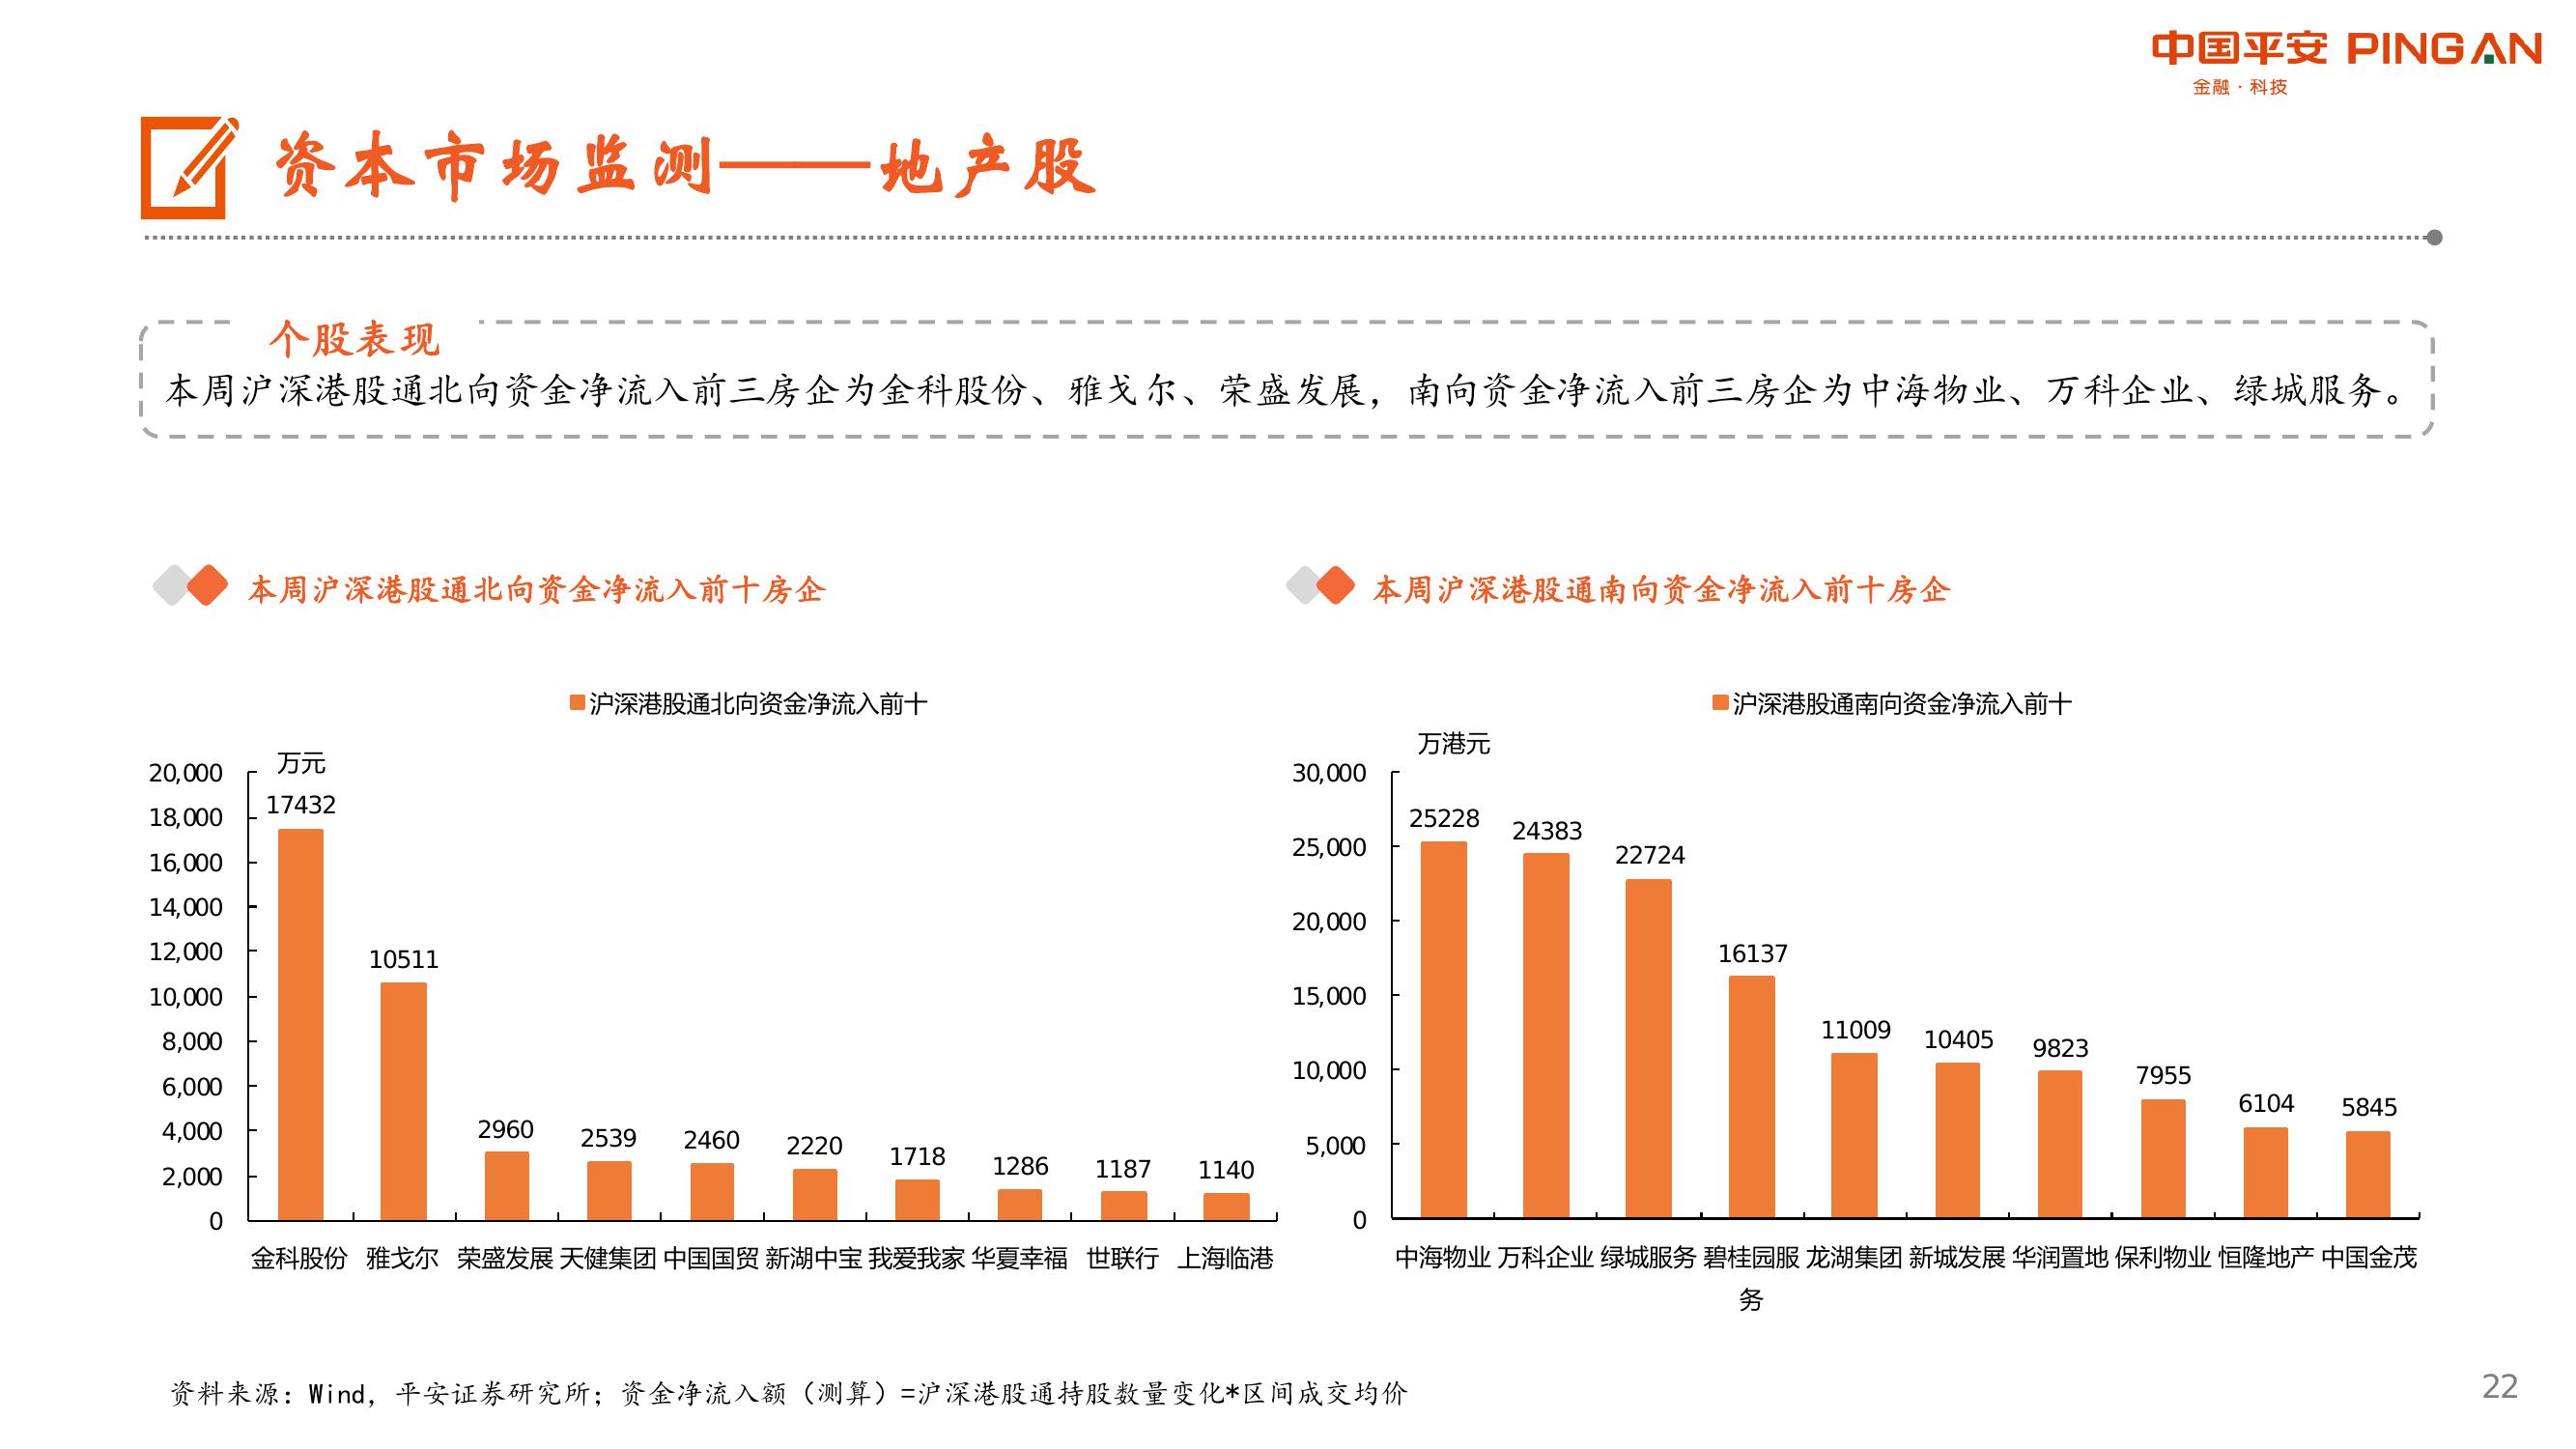 中国平安 PINGAN
金融·科技
资本市场监测——地产股
个股表现
本周沪深港股通北向资金净流入前三房企为金科股份、雅戈尔、荣盛发展，南向资金净流入前三房企为中海物业、万科企业、绿城服务。
本周沪深港股通北向资金净流入前十房企
沪深港股通北向资金净流入前十
万元
20,000
18,000
16,000
14,000
12,000
10,000
8,000
6,000
4,000
2,000
0
17432
10511
2960
2539
2460
2220
1718
1286
1187
1140
金科股份 雅戈尔 荣盛发展 天健集团 中国国贸 新湖中宝 我爱我家 华夏幸福 世联行 上海临港
本周沪深港股通南向资金净流入前十房企
沪深港股通南向资金净流入前十
万港元
30,000
25,000
20,000
15,000
10,000
5,000
0
25228
24383
22724
16137
11009
10405
9823
7955
6104
5845
中海物业 万科企业 绿城服务 碧桂园服 龙湖集团 新城发展 华润置地 保利物业 恒隆地产 中国金茂
务
资料来源：Wind，平安证券研究所；资金净流入额（测算）=沪深港股通持股数量变化*区间成交均价
22